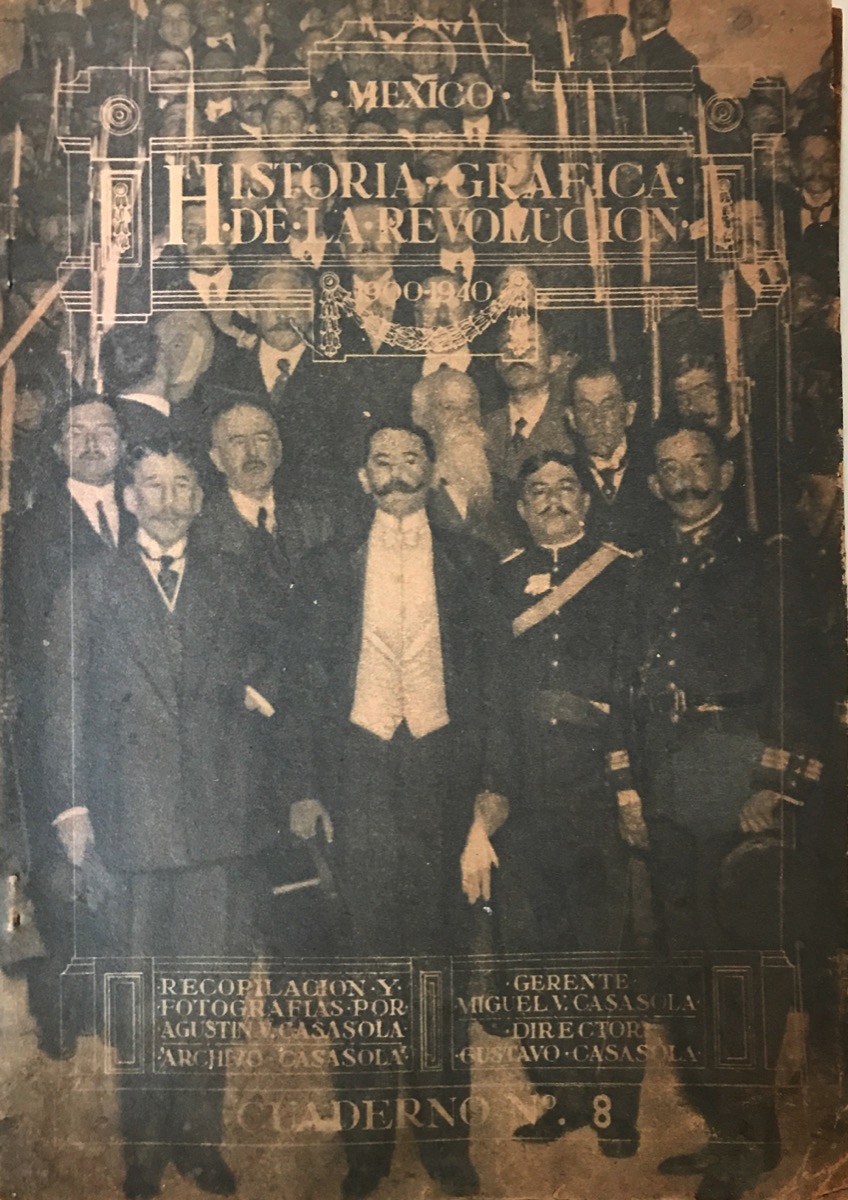 ·MEXICO·
HISTORIA·GRAFICA·
·DE·LA·REVOLUCION·
1900·1940
RECOPILACION·Y·
FOTOGRAFIAS·POR
AGUSTIN V. CASASOLA·
ARCHIVO·CASASOLA·
·GERENTE·
MIGUEL V. CASASOLA·
·DIRECTOR
·GUSTAVO·CASASOLA·
CUADERNO Nº. 8